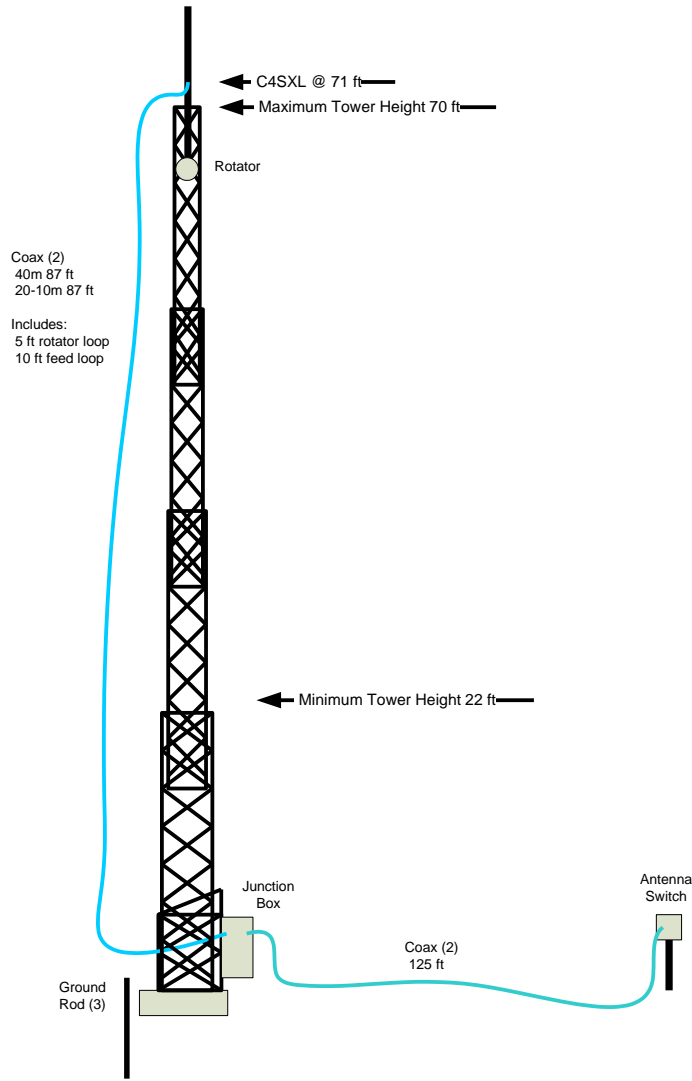 C4SXL @ 71 ft
Maximum Tower Height 70 ft
Rotator
Coax (2)
40m 87 ft
20-10m 87 ft
Includes:
5 ft rotator loop
10 ft feed loop
Minimum Tower Height 22 ft
Junction
Box
Antenna
Switch
Coax (2)
125 ft
Ground
Rod (3)